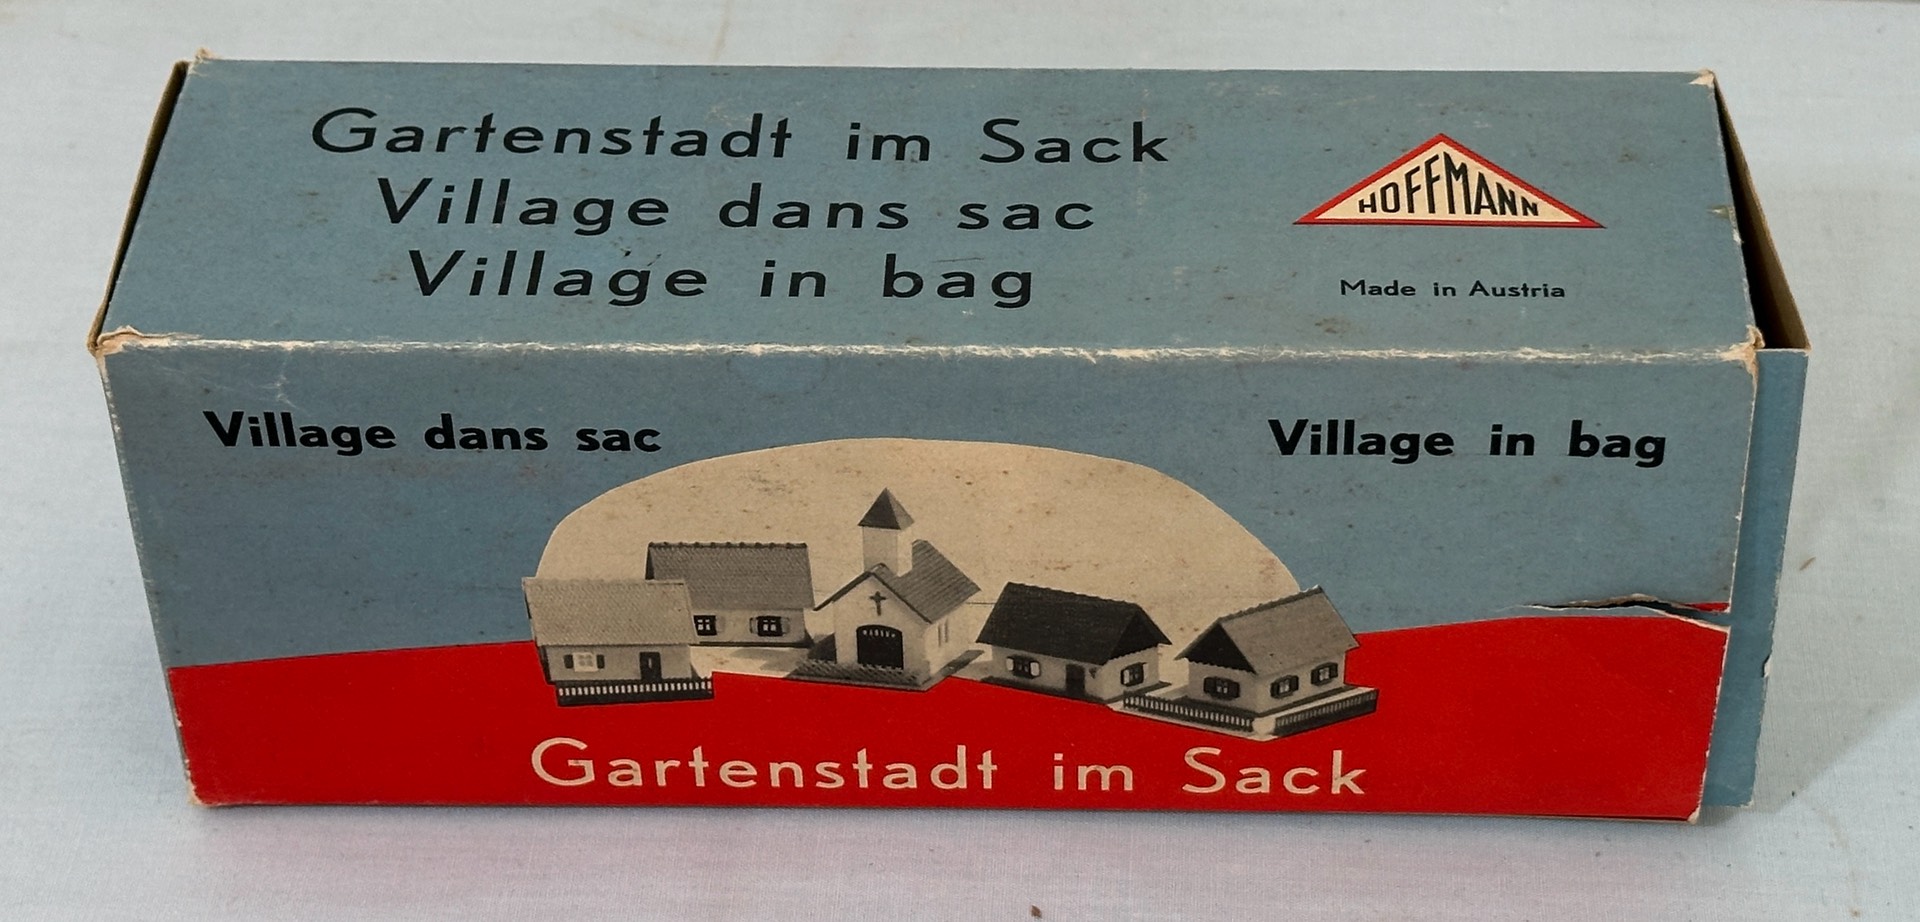 Gartenstadt im Sack
Village dans sac
Village in bag
HOFFMANN
Made in Austria
Village dans sac
Village in bag
Gartenstadt im Sack